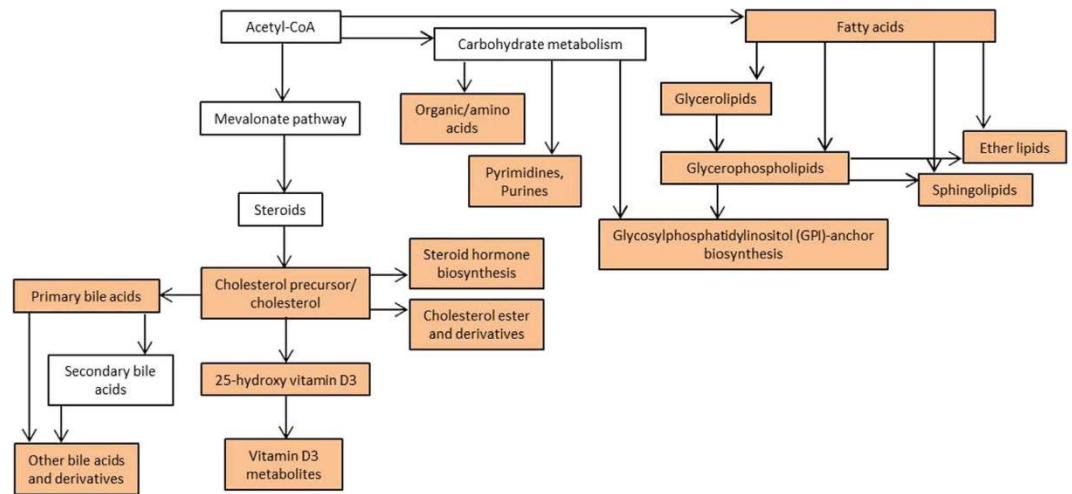 Acetyl-CoA
Fatty acids
Carbohydrate metabolism
Glycerolipids
Organic/amino
acids
Mevalonate pathway
Ether lipids
Glycerophospholipids
Pyrimidines,
Purines
Sphingolipids
Steroids
Glycosylphosphatidylinositol (GPI)-anchor
biosynthesis
Steroid hormone
biosynthesis
Primary bile acids
Cholesterol precursor/
cholesterol
Cholesterol ester
and derivatives
Secondary bile
acids
25-hydroxy vitamin D3
Other bile acids
and derivatives
Vitamin D3
metabolites